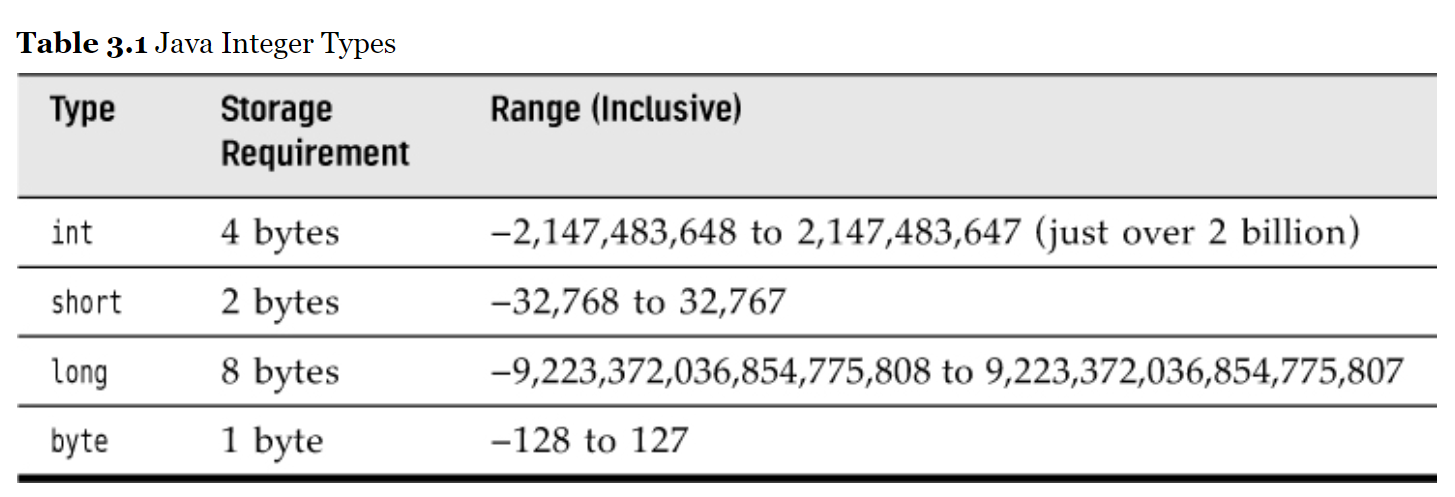 Table 3.1 Java Integer Types
Type Storage Requirement Range (Inclusive)
int 4 bytes −2,147,483,648 to 2,147,483,647 (just over 2 billion)
short 2 bytes −32,768 to 32,767
long 8 bytes −9,223,372,036,854,775,808 to 9,223,372,036,854,775,807
byte 1 byte −128 to 127